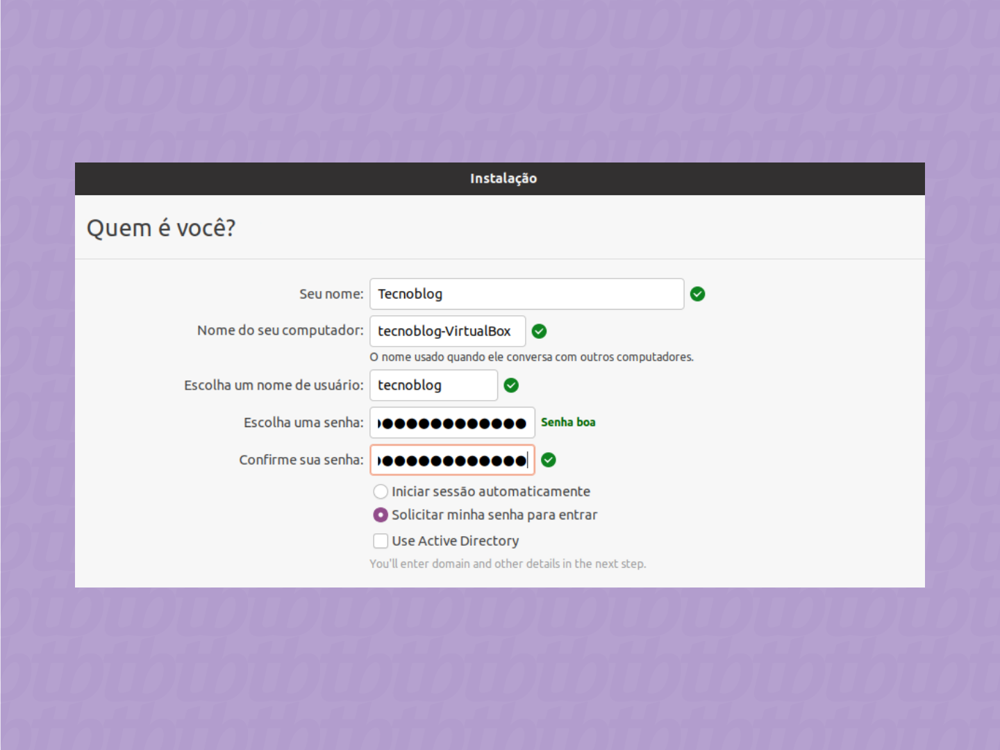 Instalação
Quem é você?
Seu nome: Tecnoblog
Nome do seu computador: tecnoblog-VirtualBox
O nome usado quando ele conversa com outros computadores.
Escolha um nome de usuário: tecnoblog
Escolha uma senha: Senha boa
Confirme sua senha:
Iniciar sessão automaticamente
Solicitar minha senha para entrar
Use Active Directory
You'll enter domain and other details in the next step.